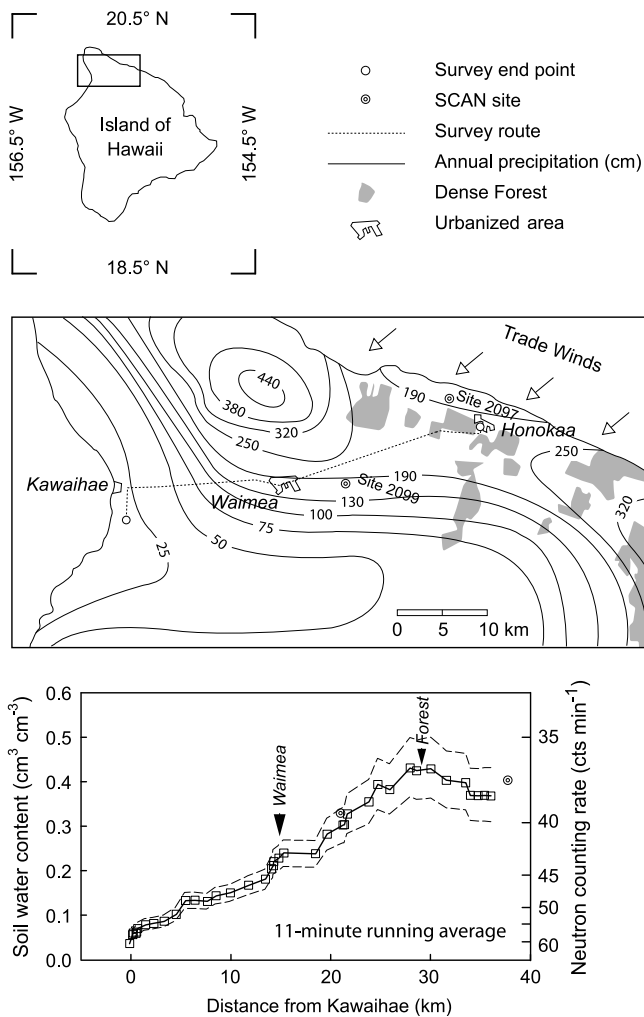 20.5° N
156.5° W
Island of
Hawaii
154.5° W
18.5° N
Survey end point
SCAN site
Survey route
Annual precipitation (cm)
Dense Forest
Urbanized area
Trade Winds
440
380
320
250
190
Site 2097
Honokaa
250
320
Kawaihae
Waimea
Site 2099
190
130
100
75
50
25
0 5 10 km
Soil water content (cm³ cm⁻³)
0.6
0.5
0.4
0.3
0.2
0.1
0.0
Waimea
Forest
11-minute running average
35
40
45
50
60
Neutron counting rate (cts min⁻¹)
0 10 20 30 40
Distance from Kawaihae (km)